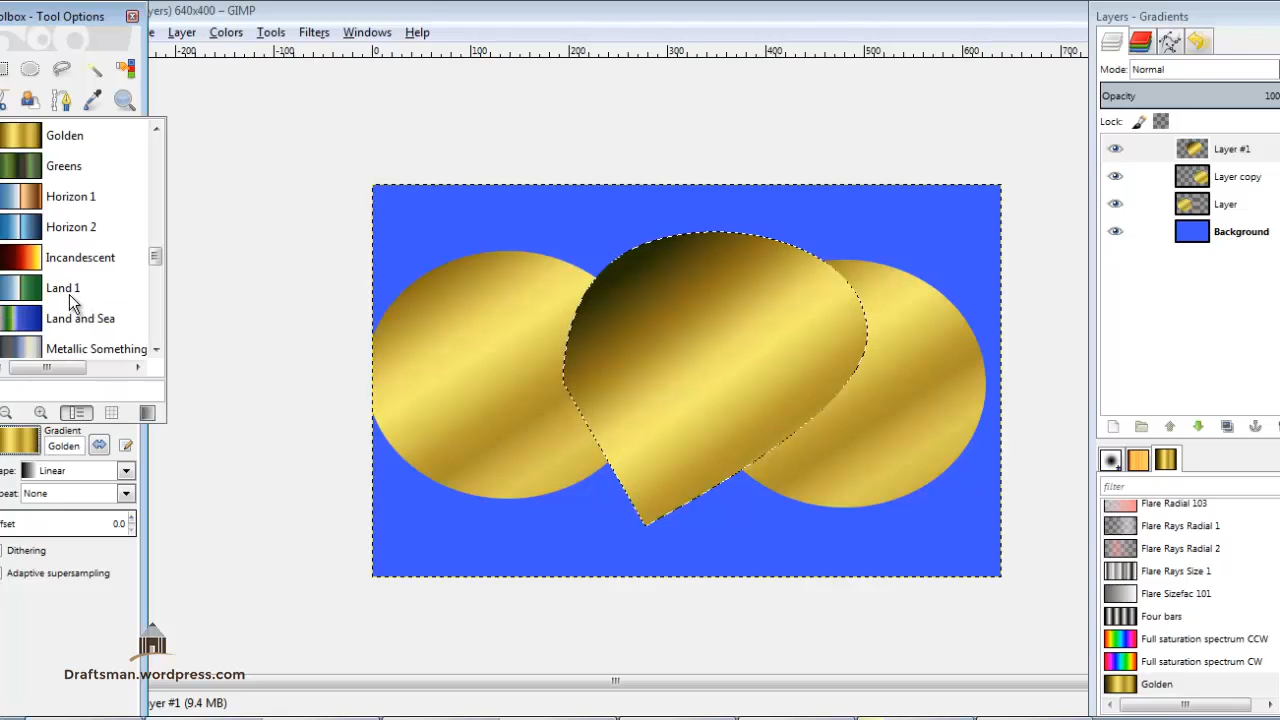 olbox - Tool Options
yers) 640x400 – GIMP
Layer Colors Tools Filters Windows Help
-200 -100 0 100 200 300 400 500 600 700
Golden
Greens
Horizon 1
Horizon 2
Incandescent
Land 1
Land and Sea
Metallic Something
Gradient
Golden
ape: Linear
peat: None
ffset 0.0
Dithering
Adaptive supersampling
Draftsman.wordpress.com
yer #1 (9.4 MB)
Layers - Gradients
Mode: Normal
Opacity 100
Lock:
Layer #1
Layer copy
Layer
Background
filter
Flare Radial 103
Flare Rays Radial 1
Flare Rays Radial 2
Flare Rays Size 1
Flare Sizefac 101
Four bars
Full saturation spectrum CCW
Full saturation spectrum CW
Golden